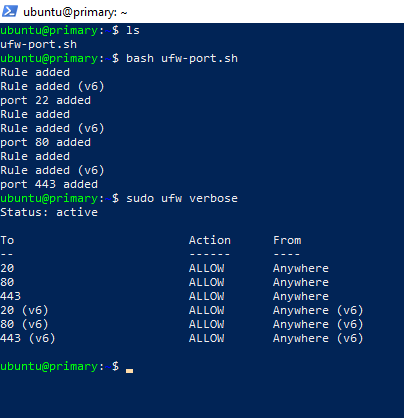 ubuntu@primary: ~
ubuntu@primary:~$ ls
ufw-port.sh
ubuntu@primary:~$ bash ufw-port.sh
Rule added
Rule added (v6)
port 22 added
Rule added
Rule added (v6)
port 80 added
Rule added
Rule added (v6)
port 443 added
ubuntu@primary:~$ sudo ufw verbose
Status: active
To Action From
-- ------ ----
20 ALLOW Anywhere
80 ALLOW Anywhere
443 ALLOW Anywhere
20 (v6) ALLOW Anywhere (v6)
80 (v6) ALLOW Anywhere (v6)
443 (v6) ALLOW Anywhere (v6)
ubuntu@primary:~$